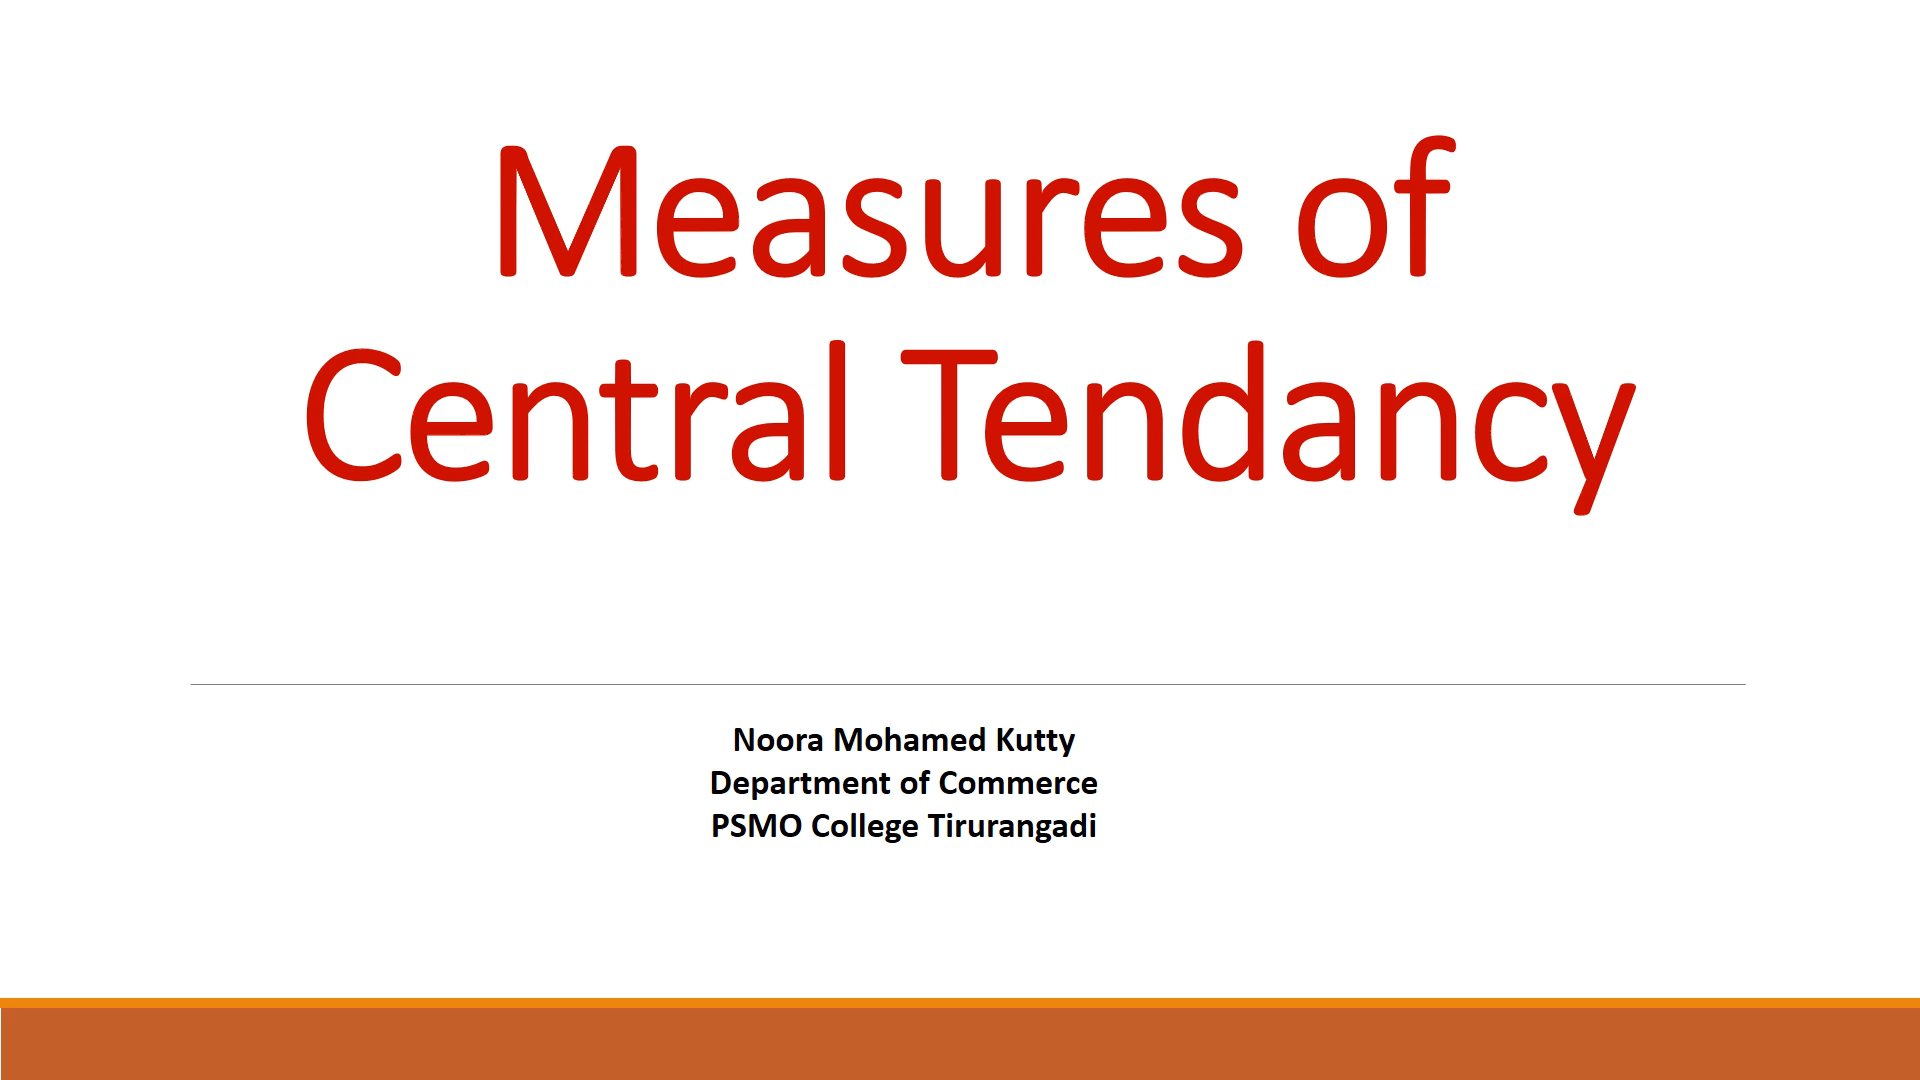 Measures of
Central Tendancy
Noora Mohamed Kutty
Department of Commerce
PSMO College Tirurangadi